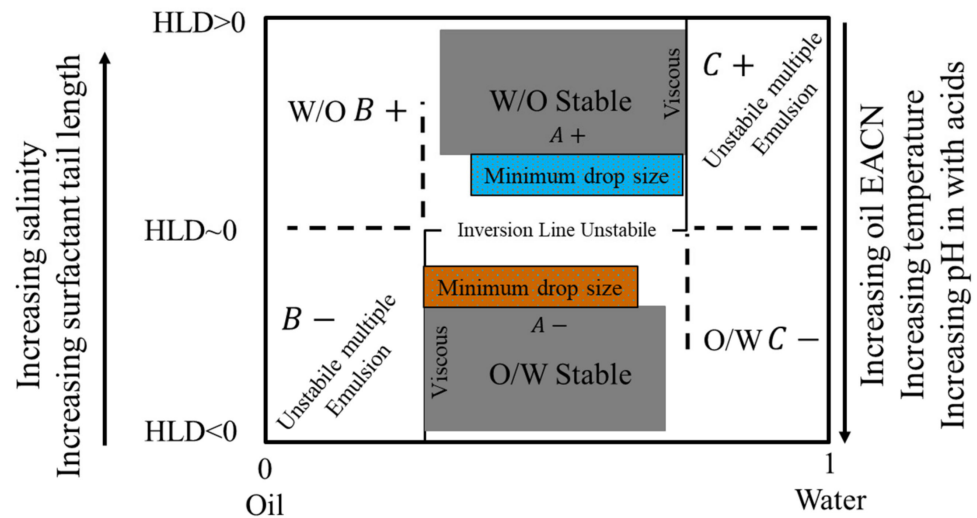 HLD>0
HLD~0
HLD<0
Increasing salinity
Increasing surfactant tail length
W/O B +
W/O Stable
A +
Minimum drop size
Viscous
C +
Unstabile multiple
Emulsion
Inversion Line Unstabile
B −
Unstabile multiple
Emulsion
Minimum drop size
A −
Viscous
O/W Stable
O/W C −
Increasing oil EACN
Increasing temperature
Increasing pH in with acids
0
Oil
1
Water